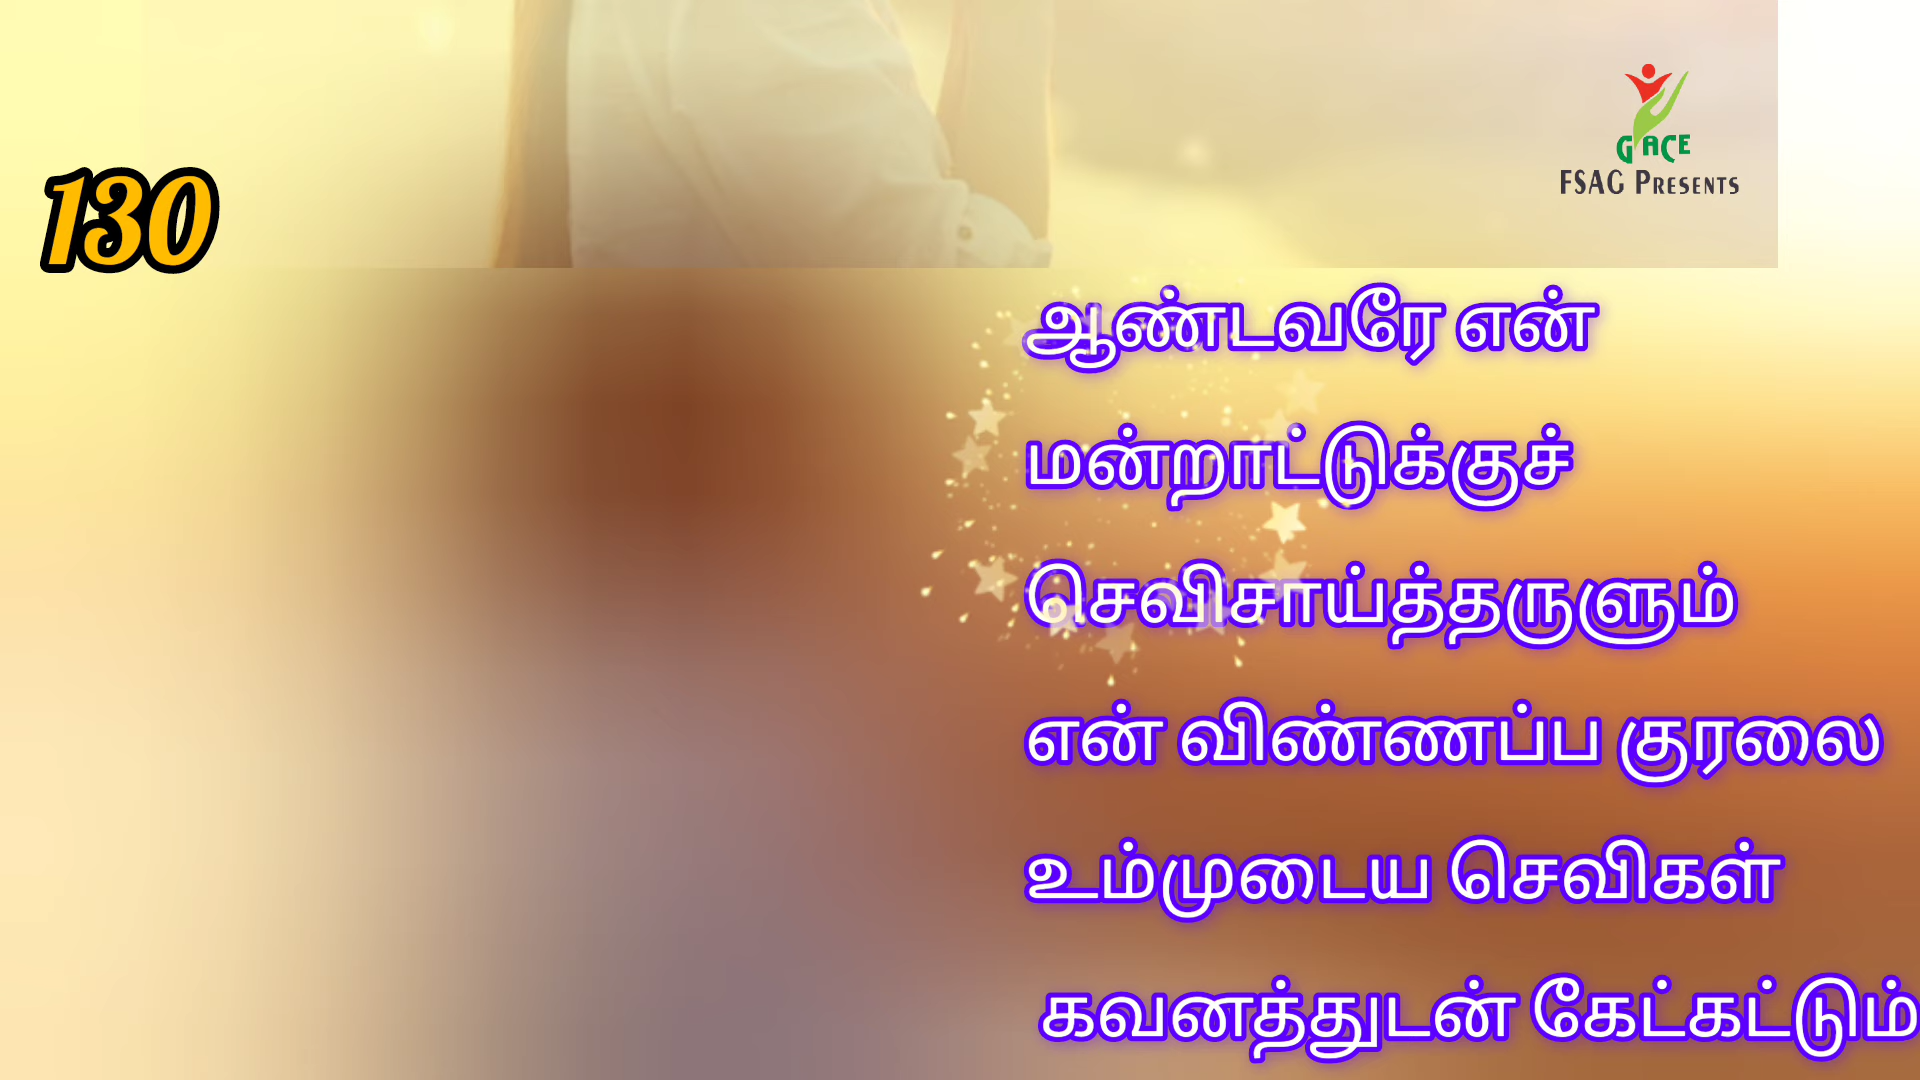 GRACE
FSAG PRESENTS
130
ஆண்டவரே என்
மன்றாட்டுக்குச்
செவிசாய்த்தருளும்
என் விண்ணப்ப குரலை
உம்முடைய செவிகள்
கவனத்துடன் கேட்கட்டும்